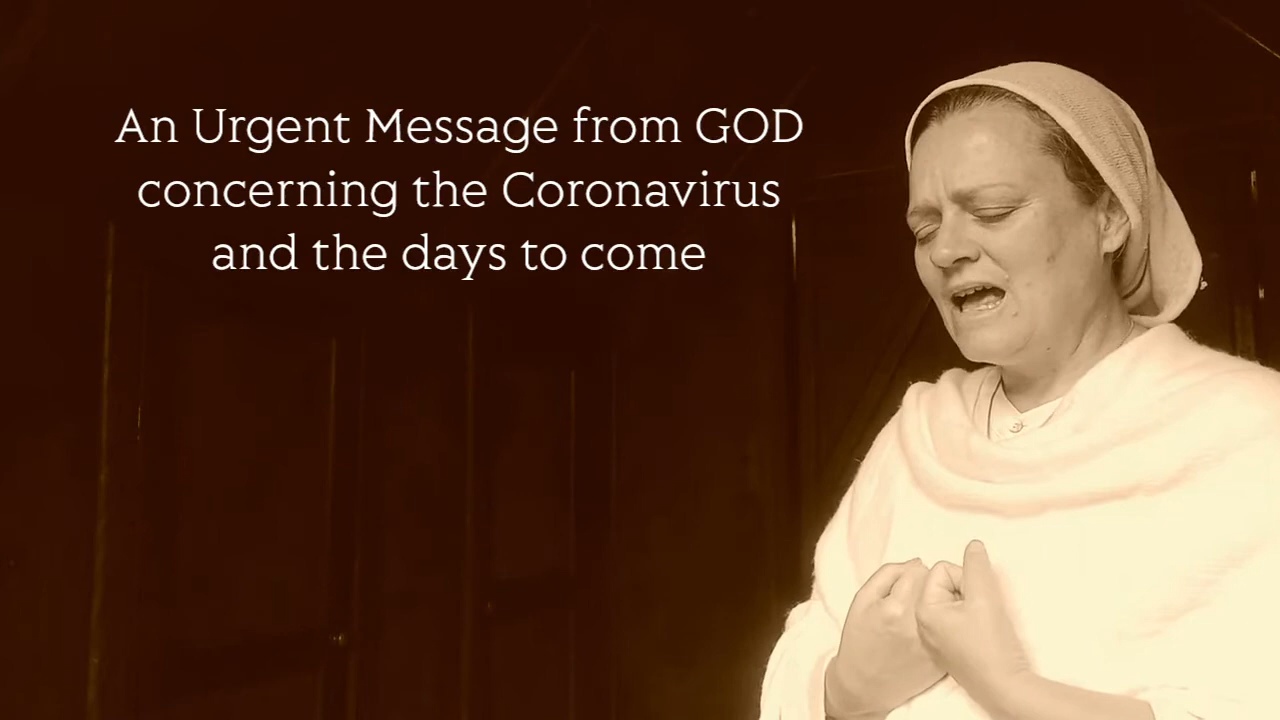 An Urgent Message from GOD
concerning the Coronavirus
and the days to come